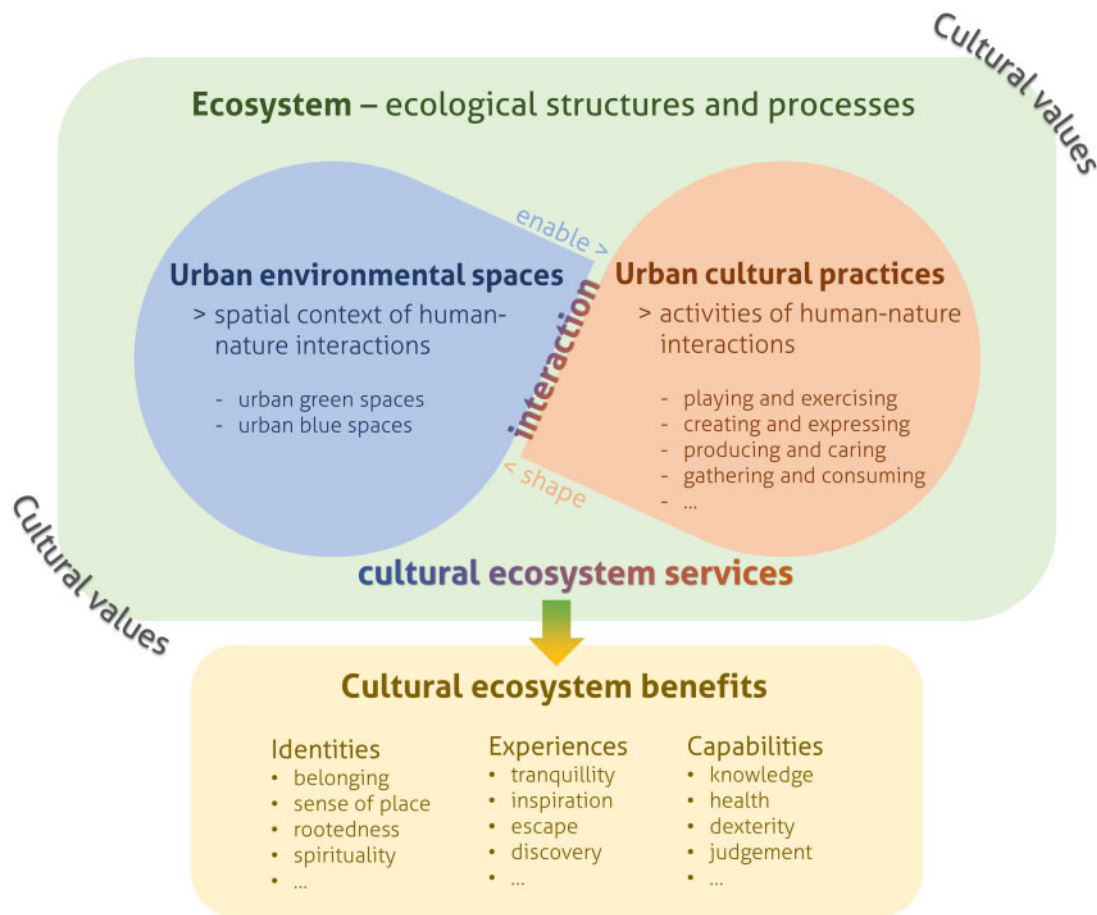 Cultural values
Ecosystem – ecological structures and processes
enable >
Urban environmental spaces
> spatial context of human-
nature interactions
- urban green spaces
- urban blue spaces
interaction
Urban cultural practices
> activities of human-nature
interactions
- playing and exercising
- creating and expressing
- producing and caring
- gathering and consuming
- ...
< shape
Cultural values
cultural ecosystem services
Cultural ecosystem benefits
Identities
• belonging
• sense of place
• rootedness
• spirituality
• ...
Experiences
• tranquillity
• inspiration
• escape
• discovery
• ...
Capabilities
• knowledge
• health
• dexterity
• judgement
• ...